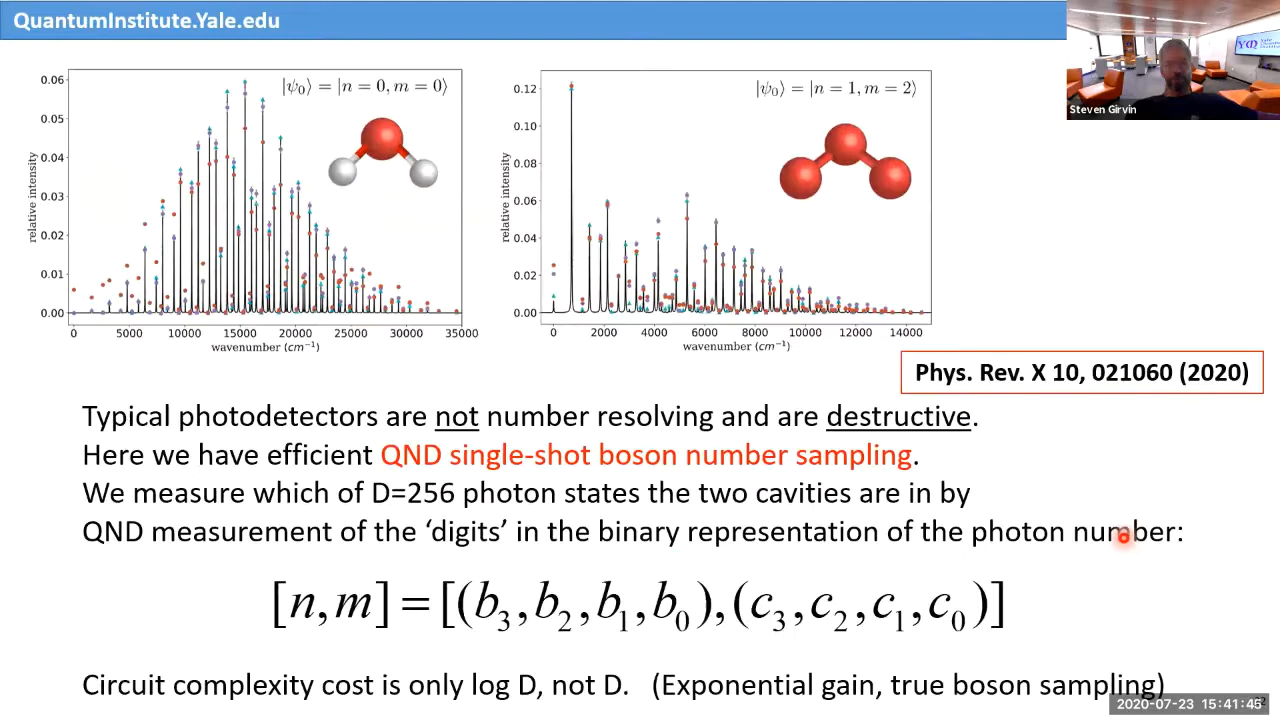 QuantumInstitute.Yale.edu
Steven Girvin
|ψ₀⟩ = |n = 0, m = 0⟩
relative intensity
0.06
0.05
0.04
0.03
0.02
0.01
0.00
0 5000 10000 15000 20000 25000 30000 35000
wavenumber (cm⁻¹)
|ψ₀⟩ = |n = 1, m = 2⟩
relative intensity
0.12
0.10
0.08
0.06
0.04
0.02
0.00
0 2000 4000 6000 8000 10000 12000 14000
wavenumber (cm⁻¹)
Phys. Rev. X 10, 021060 (2020)
Typical photodetectors are not number resolving and are destructive.
Here we have efficient QND single-shot boson number sampling.
We measure which of D=256 photon states the two cavities are in by
QND measurement of the ‘digits’ in the binary representation of the photon number:
[n,m] = [(b₃,b₂,b₁,b₀),(c₃,c₂,c₁,c₀)]
Circuit complexity cost is only log D, not D. (Exponential gain, true boson sampling)
2020-07-23 15:41:45